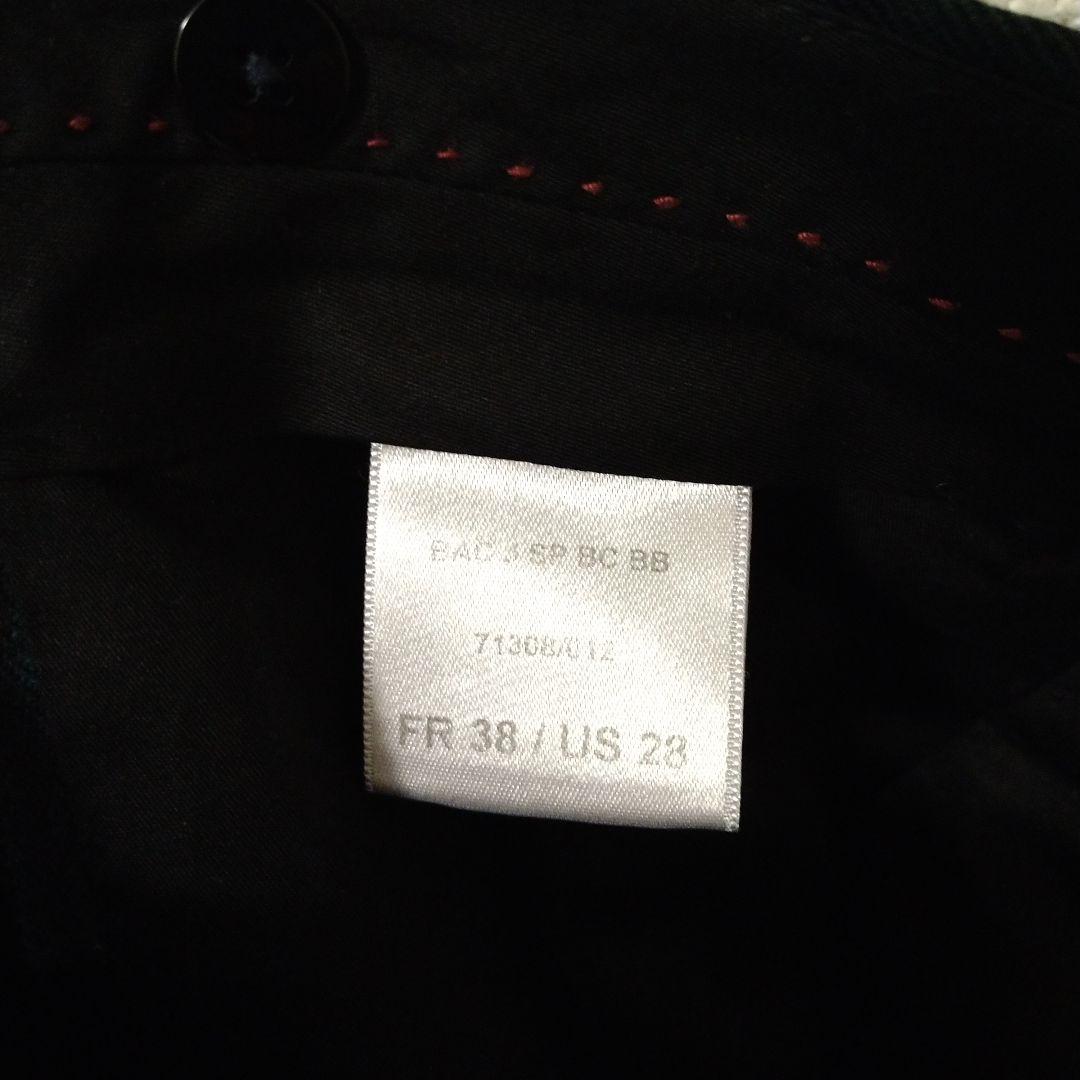 SP BC BB
71308/012
FR 38 / US 28